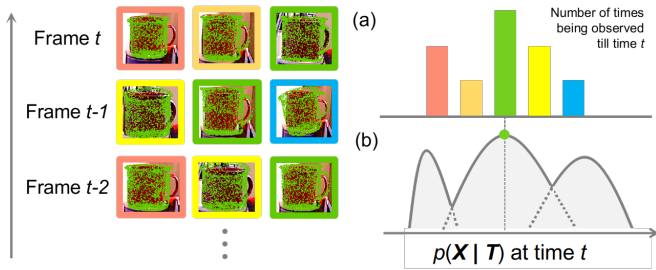 Frame t
Frame t-1
Frame t-2
(a)
Number of times
being observed
till time t
(b)
p(X | T) at time t